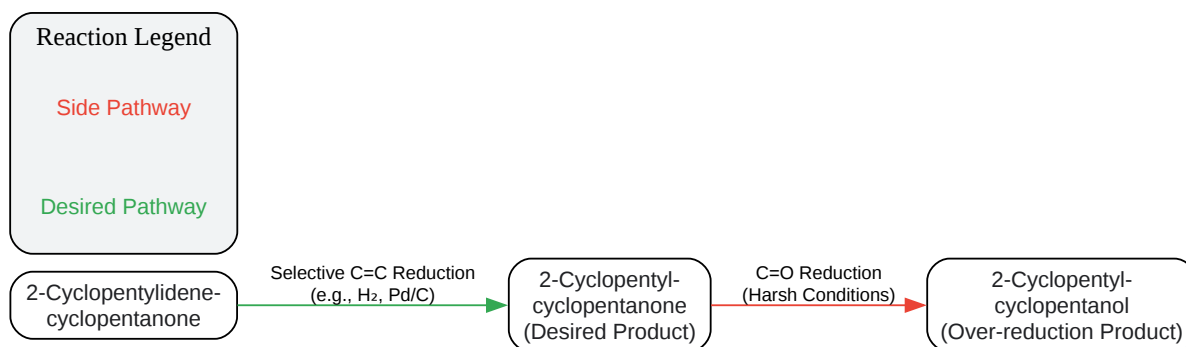 Reaction Legend
Side Pathway
Desired Pathway
2-Cyclopentylidene-
cyclopentanone
Selective C=C Reduction
(e.g., H₂, Pd/C)
2-Cyclopentyl-
cyclopentanone
(Desired Product)
C=O Reduction
(Harsh Conditions)
2-Cyclopentyl-
cyclopentanol
(Over-reduction Product)